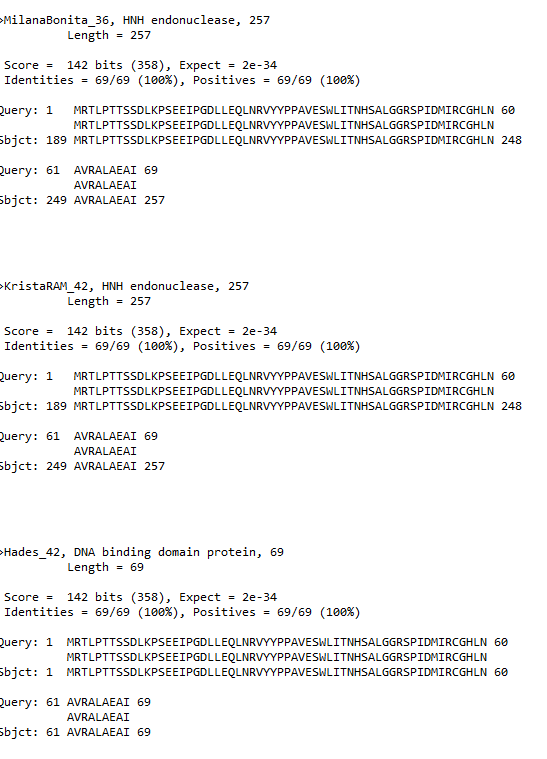 >MilanaBonita_36, HNH endonuclease, 257
Length = 257
Score = 142 bits (358), Expect = 2e-34
Identities = 69/69 (100%), Positives = 69/69 (100%)
Query: 1 MRTLPTTSSDLKPSEEIPGDLLEQLNRVYYPPAVESWLITNHSALGGRSPIDMIRCGHLN 60
MRTLPTTSSDLKPSEEIPGDLLEQLNRVYYPPAVESWLITNHSALGGRSPIDMIRCGHLN
Sbjct: 189 MRTLPTTSSDLKPSEEIPGDLLEQLNRVYYPPAVESWLITNHSALGGRSPIDMIRCGHLN 248
Query: 61 AVRALAEAI 69
AVRALAEAI
Sbjct: 249 AVRALAEAI 257
>KristaRAM_42, HNH endonuclease, 257
Length = 257
Score = 142 bits (358), Expect = 2e-34
Identities = 69/69 (100%), Positives = 69/69 (100%)
Query: 1 MRTLPTTSSDLKPSEEIPGDLLEQLNRVYYPPAVESWLITNHSALGGRSPIDMIRCGHLN 60
MRTLPTTSSDLKPSEEIPGDLLEQLNRVYYPPAVESWLITNHSALGGRSPIDMIRCGHLN
Sbjct: 189 MRTLPTTSSDLKPSEEIPGDLLEQLNRVYYPPAVESWLITNHSALGGRSPIDMIRCGHLN 248
Query: 61 AVRALAEAI 69
AVRALAEAI
Sbjct: 249 AVRALAEAI 257
>Hades_42, DNA binding domain protein, 69
Length = 69
Score = 142 bits (358), Expect = 2e-34
Identities = 69/69 (100%), Positives = 69/69 (100%)
Query: 1 MRTLPTTSSDLKPSEEIPGDLLEQLNRVYYPPAVESWLITNHSALGGRSPIDMIRCGHLN 60
MRTLPTTSSDLKPSEEIPGDLLEQLNRVYYPPAVESWLITNHSALGGRSPIDMIRCGHLN
Sbjct: 1 MRTLPTTSSDLKPSEEIPGDLLEQLNRVYYPPAVESWLITNHSALGGRSPIDMIRCGHLN 60
Query: 61 AVRALAEAI 69
AVRALAEAI
Sbjct: 61 AVRALAEAI 69